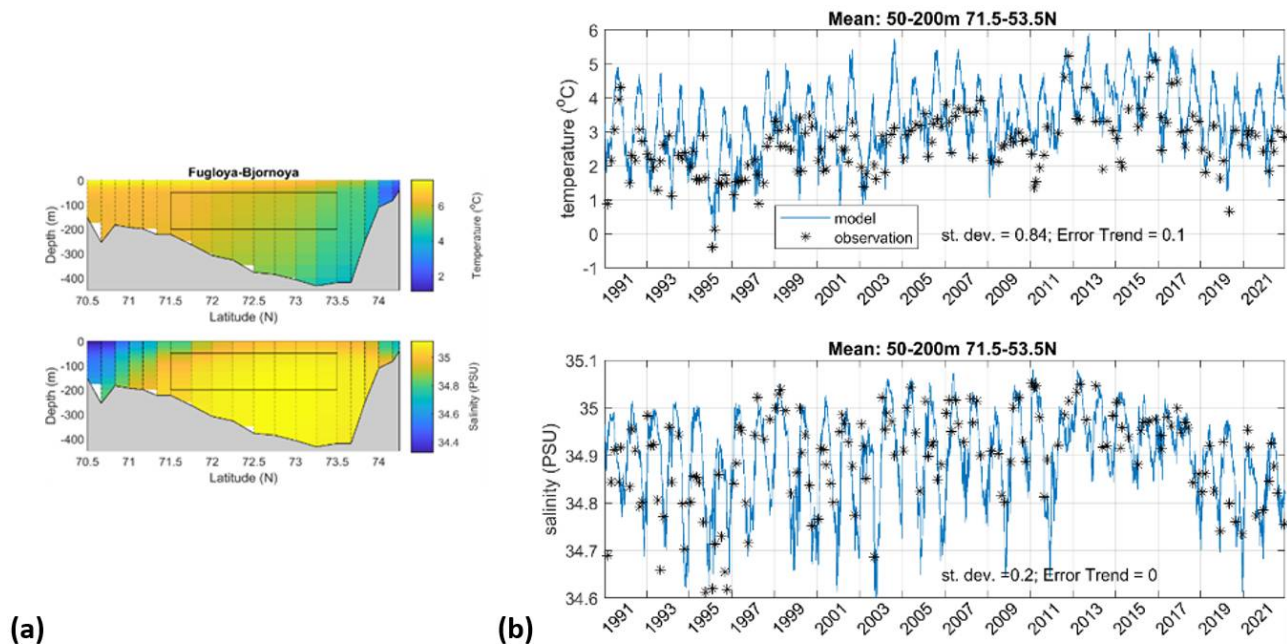 Fugloya-Bjornoya
0
-100
-200
-300
-400
Depth (m)
70.5 71 71.5 72 72.5 73 73.5 74
Latitude (N)
6
4
2
Temperature (°C)
0
-100
-200
-300
-400
Depth (m)
70.5 71 71.5 72 72.5 73 73.5 74
Latitude (N)
35
34.8
34.6
34.4
Salinity (PSU)
(a)
Mean: 50-200m 71.5-53.5N
6
5
4
3
2
1
0
-1
temperature (°C)
model
observation
st. dev. = 0.84; Error Trend = 0.1
1991 1993 1995 1997 1999 2001 2003 2005 2007 2009 2011 2013 2015 2017 2019 2021
Mean: 50-200m 71.5-53.5N
35.1
35
34.9
34.8
34.7
34.6
salinity (PSU)
st. dev. =0.2; Error Trend = 0
1991 1993 1995 1997 1999 2001 2003 2005 2007 2009 2011 2013 2015 2017 2019 2021
(b)